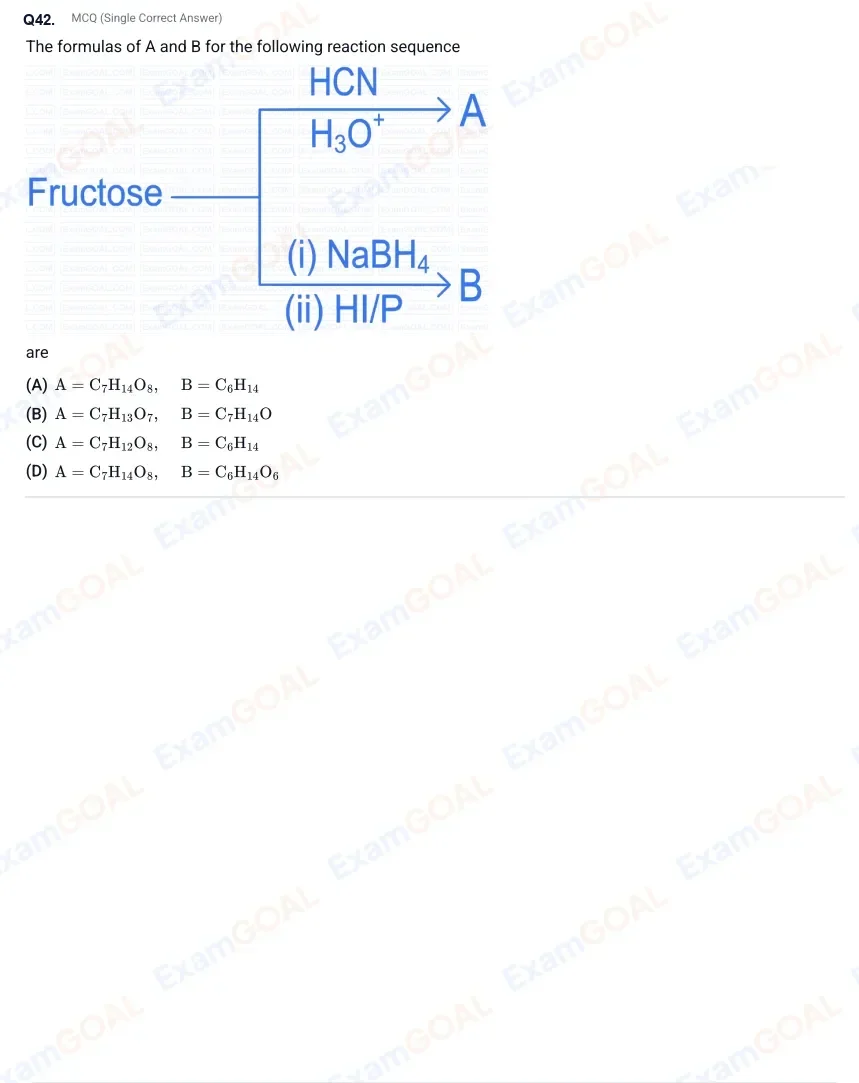 Q42. MCQ (Single Correct Answer)
The formulas of A and B for the following reaction sequence
HCN
A
H₃O⁺
Fructose
(i) NaBH₄
B
(ii) HI/P
are
(A) A = C₇H₁₄O₈, B = C₆H₁₄
(B) A = C₇H₁₃O₇, B = C₇H₁₄O
(C) A = C₇H₁₂O₈, B = C₆H₁₄
(D) A = C₇H₁₄O₈, B = C₆H₁₄O₆
ExamGOAL